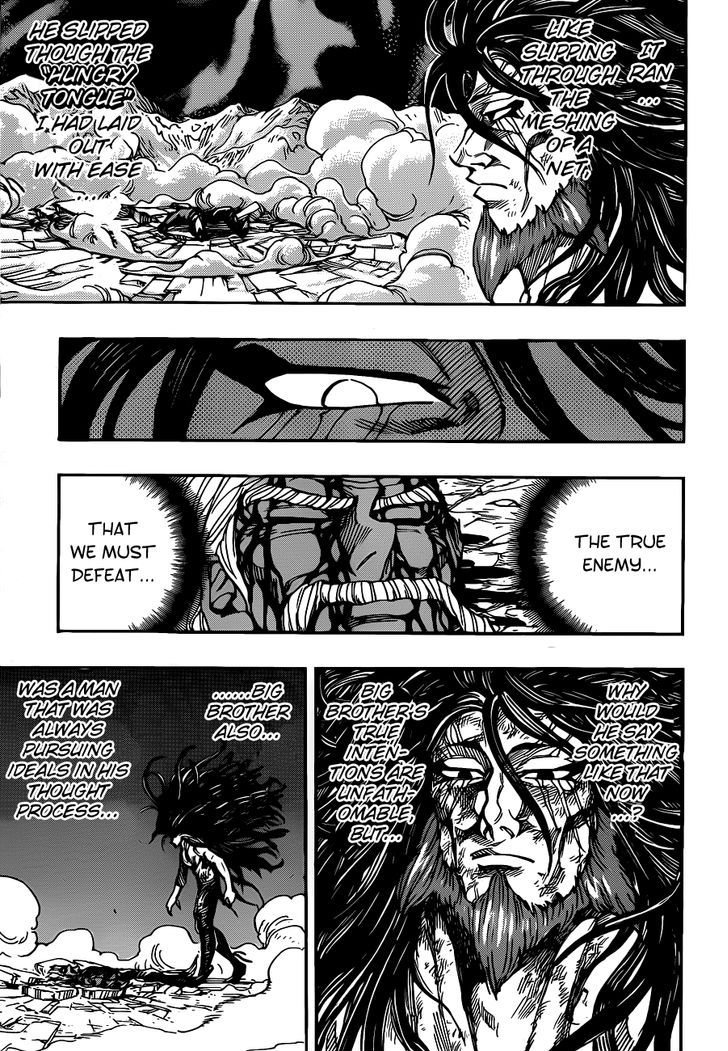 IT
RAN
...
LIKE
SLIPPING
THROUGH
THE
MESHING
OF A
NET.
HE SLIPPED
THOUGH THE
"HUNGRY
TONGUE"
I HAD LAID
OUT
WITH EASE
....
THE TRUE
ENEMY...
THAT
WE MUST
DEFEAT...
WHY
WOULD
HE SAY
SOMETHING
LIKE THAT
NOW
...?
BIG
BROTHER'S
TRUE
INTEN-
TIONS ARE
UNFATH-
OMABLE,
BUT...
......BIG
BROTHER
ALSO...
WAS A MAN
THAT WAS
ALWAYS
PURSUING
IDEALS IN HIS
THOUGHT
PROCESS...